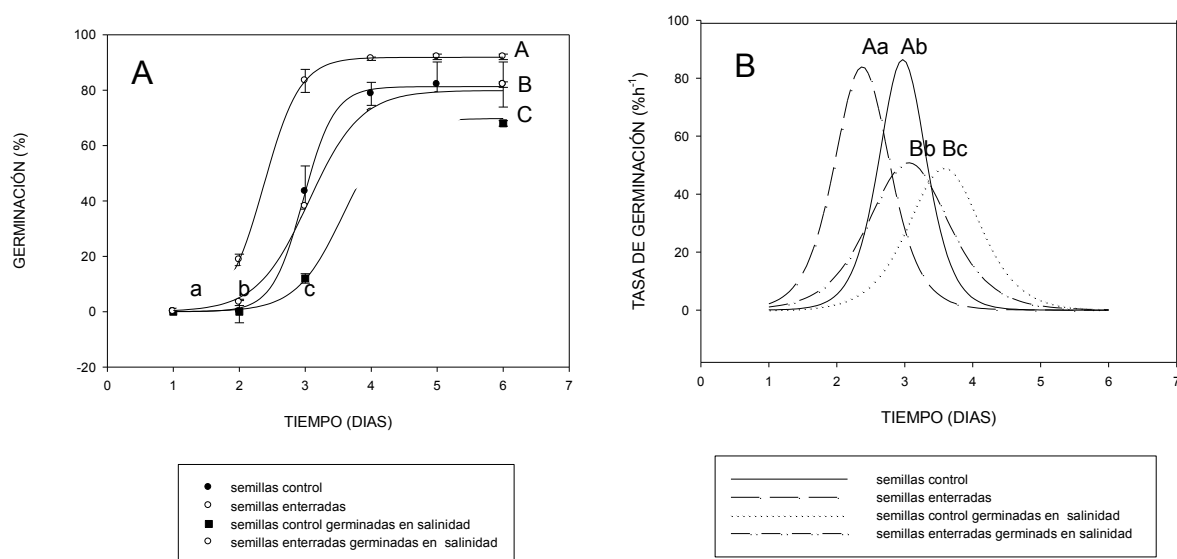 A
100
80
60
40
20
0
-20
GERMINACIÓN (%)
A
B
C
a b c
0 1 2 3 4 5 6 7
TIEMPO (DIAS)
semillas control
semillas enterradas
semillas control germinadas en salinidad
semillas enterradas germinadas en salinidad
B
100
80
60
40
20
0
TASA DE GERMINACIÓN (%h-1)
Aa Ab
Bb Bc
0 1 2 3 4 5 6 7
TIEMPO (DIAS)
semillas control
semillas enterradas
semillas control germinadas en salinidad
semillas enterradas germinads en salinidad